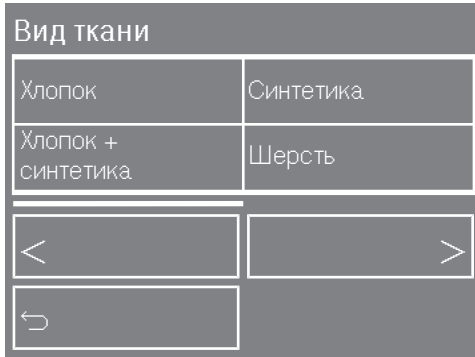 Вид ткани
Хлопок
Синтетика
Хлопок +
синтетика
Шерсть
<
>